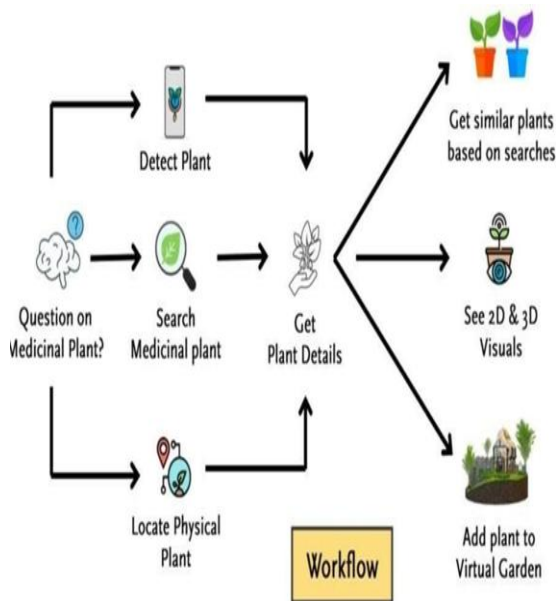 Detect Plant
Question on
Medicinal Plant?
Search
Medicinal plant
Get
Plant Details
Locate Physical
Plant
Get similar plants
based on searches
See 2D & 3D
Visuals
Add plant to
Virtual Garden
Workflow